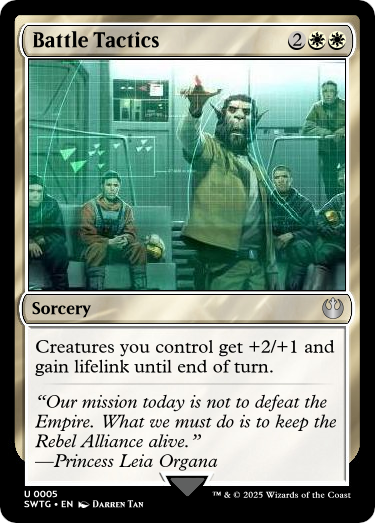 Battle Tactics 2
Sorcery
Creatures you control get +2/+1 and
gain lifelink until end of turn.
“Our mission today is not to defeat the
Empire. What we must do is to keep the
Rebel Alliance alive.”
—Princess Leia Organa
U 0005
SWTG • EN DARREN TAN
™ & © 2025 Wizards of the Coast